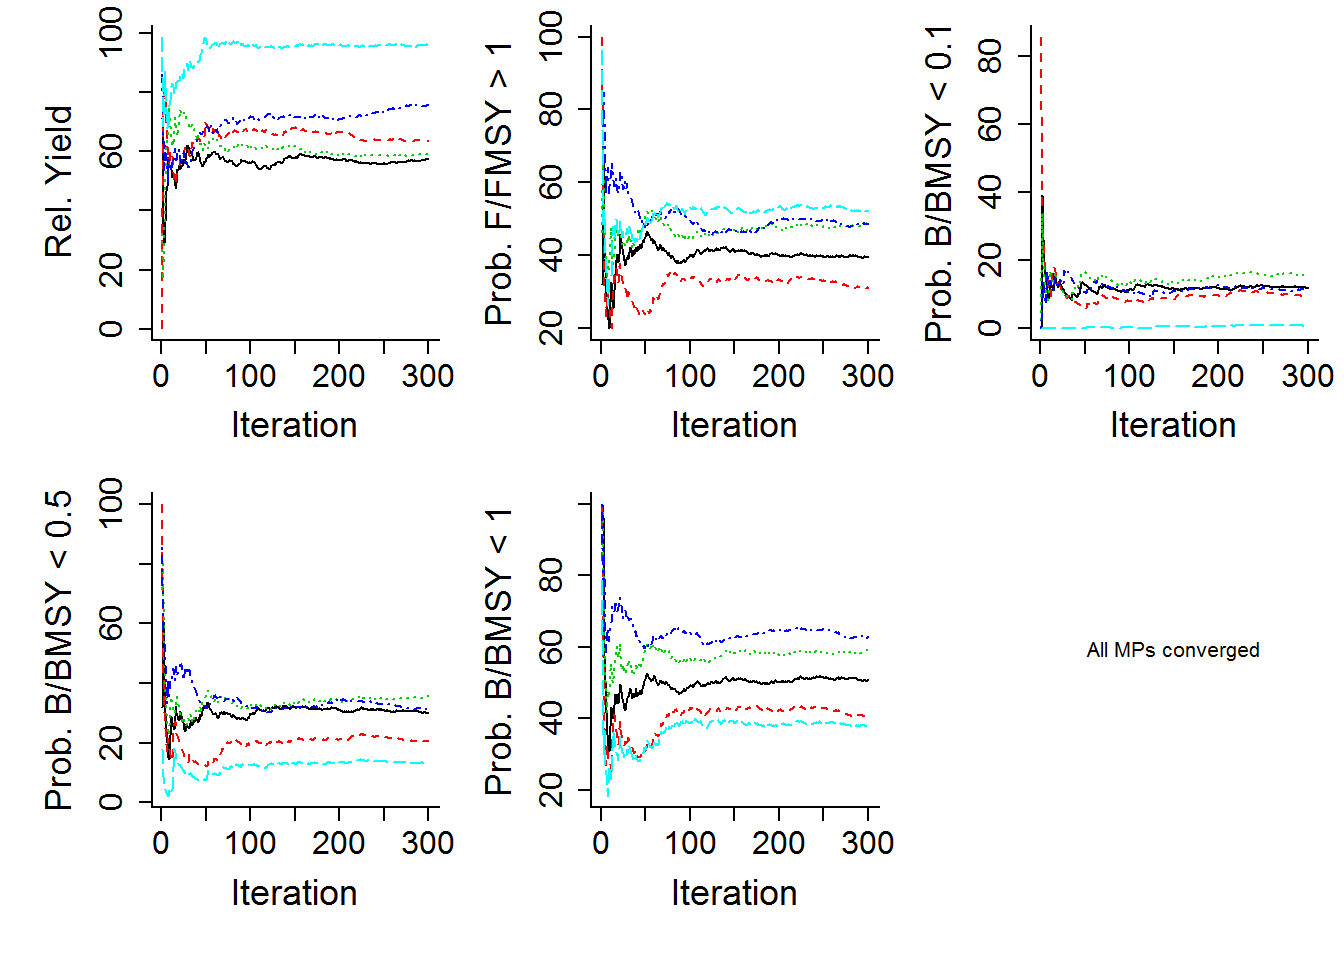 Rel. Yield
0 20 60 100
0 100 200 300
Iteration
Prob. F/FMSY > 1
20 40 60 80 100
0 100 200 300
Iteration
Prob. B/BMSY < 0.1
0 20 40 60 80
0 100 200 300
Iteration
Prob. B/BMSY < 0.5
0 20 60 100
0 100 200 300
Iteration
Prob. B/BMSY < 1
20 40 60 80
0 100 200 300
Iteration
All MPs converged